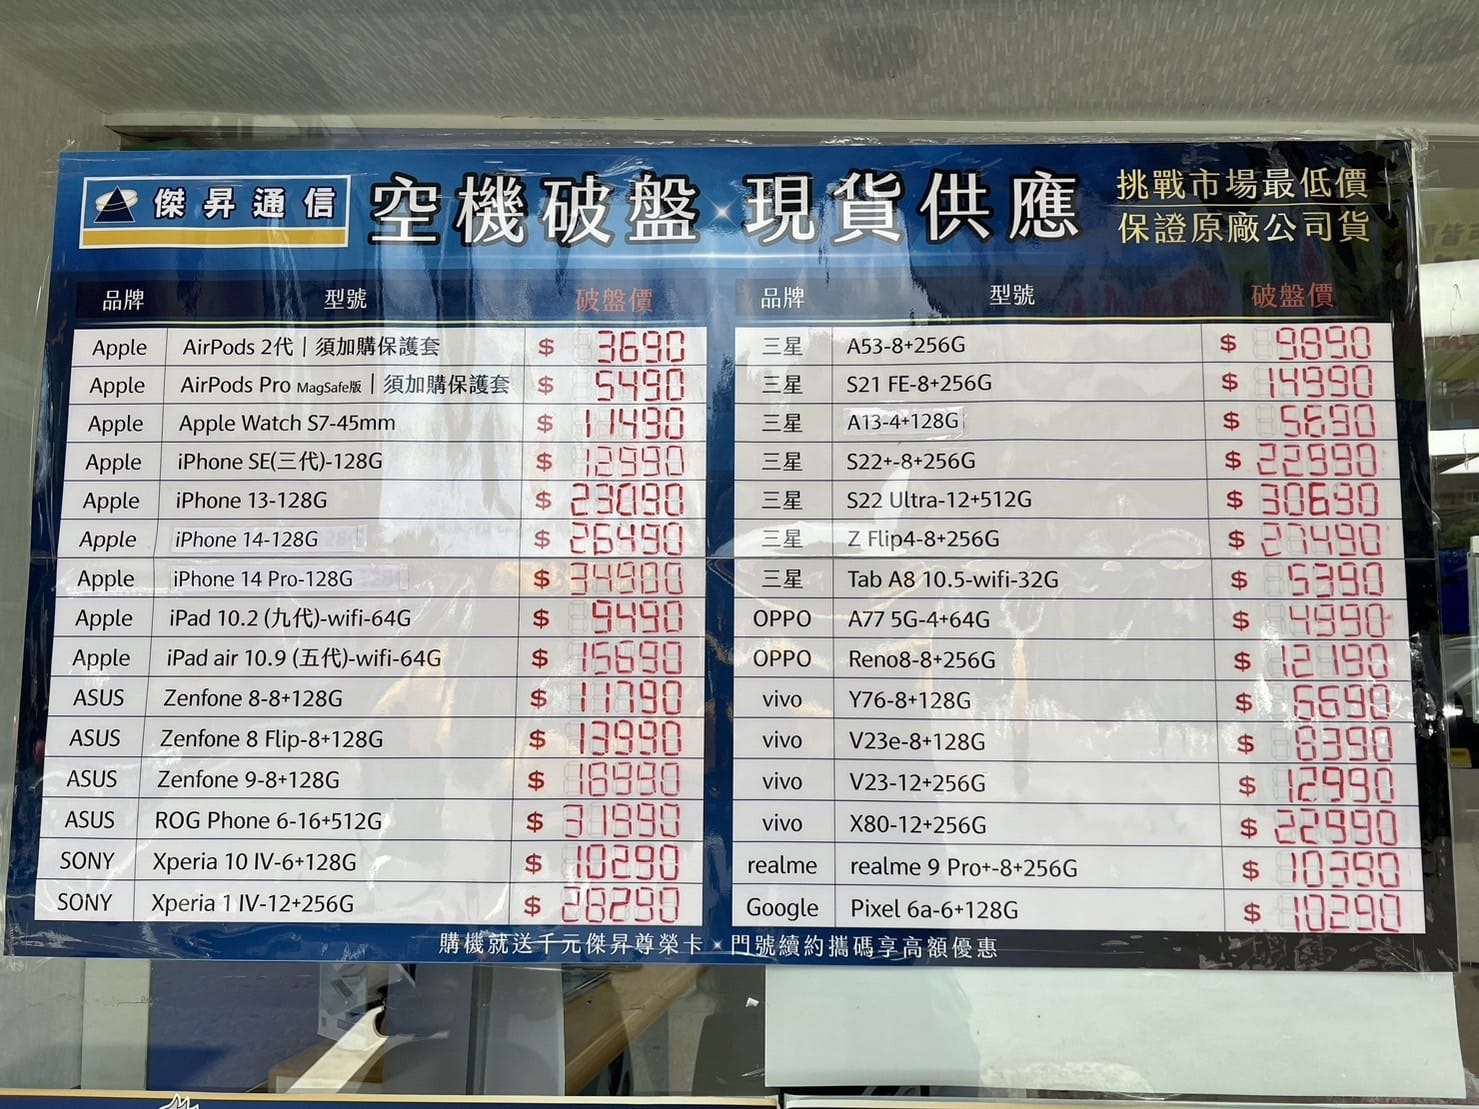 傑昇通信
空機破盤 現貨供應
挑戰市場最低價
保證原廠公司貨
品牌 型號 破盤價
Apple AirPods 2代|須加購保護套 $ 3690
Apple AirPods Pro MagSafe版|須加購保護套 $ 5490
Apple Apple Watch S7-45mm $ 11490
Apple iPhone SE(三代)-128G $ 12990
Apple iPhone 13-128G $ 23090
Apple iPhone 14-128G $ 26490
Apple iPhone 14 Pro-128G $ 34900
Apple iPad 10.2 (九代)-wifi-64G $ 9490
Apple iPad air 10.9 (五代)-wifi-64G $ 15690
ASUS Zenfone 8-8+128G $ 11790
ASUS Zenfone 8 Flip-8+128G $ 13990
ASUS Zenfone 9-8+128G $
ASUS ROG Phone 6-16+512G $ 31990
SONY Xperia 10 IV-6+128G $ 10290
SONY Xperia 1 IV-12+256G $ 28290
品牌 型號 破盤價
三星 A53-8+256G $ 9890
三星 S21 FE-8+256G $ 14990
三星 A13-4+128G $ 5690
三星 S22+-8+256G $ 22990
三星 S22 Ultra-12+512G $ 30690
三星 Z Flip4-8+256G $ 27490
三星 Tab A8 10.5-wifi-32G $ 5390
OPPO A77 5G-4+64G $ 4990
OPPO Reno8-8+256G $ 12190
vivo Y76-8+128G $ 6690
vivo V23e-8+128G $ 8390
vivo V23-12+256G $ 12990
vivo X80-12+256G $ 22990
realme realme 9 Pro+-8+256G $ 10390
Google Pixel 6a-6+128G $ 10290
購機就送千元傑昇尊榮卡 × 門號續約攜碼享高額優惠